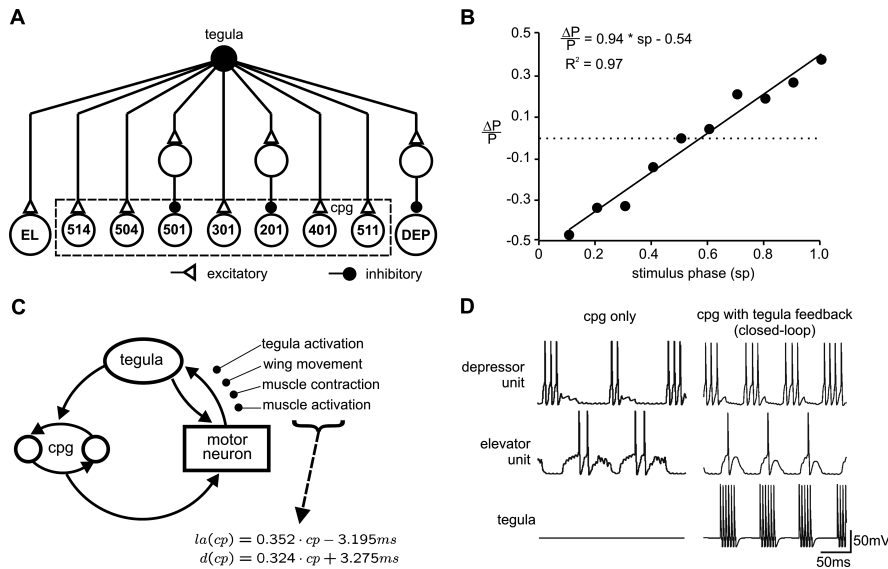 A
tegula
cpg
EL
514
504
501
301
201
401
511
DEP
excitatory
inhibitory
B
ΔP/P = 0.94 * sp - 0.54
R² = 0.97
ΔP/P
0.5
0.3
0.1
-0.1
-0.3
-0.5
0 0.2 0.4 0.6 0.8 1.0
stimulus phase (sp)
C
tegula
cpg
motor
neuron
tegula activation
wing movement
muscle contraction
muscle activation
la(cp) = 0.352 · cp − 3.195ms
d(cp) = 0.324 · cp + 3.275ms
D
cpg only
cpg with tegula feedback
(closed-loop)
depressor
unit
elevator
unit
tegula
50mV
50ms